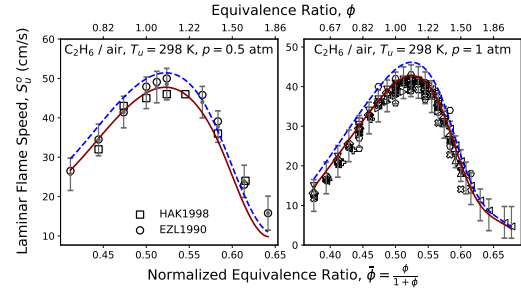 Equivalence Ratio, ϕ
0.82 1.00 1.22 1.50 1.86
0.67 0.82 1.00 1.22 1.50 1.86
C₂H₆ / air, Tᵤ = 298 K, p = 0.5 atm
C₂H₆ / air, Tᵤ = 298 K, p = 1 atm
Laminar Flame Speed, Sᵤᵒ (cm/s)
60
50
40
30
20
10
50
40
30
20
10
0
HAK1998
EZL1990
0.45 0.50 0.55 0.60 0.65
0.40 0.45 0.50 0.55 0.60 0.65
Normalized Equivalence Ratio, ϕ̄ = ϕ/(1+ϕ)